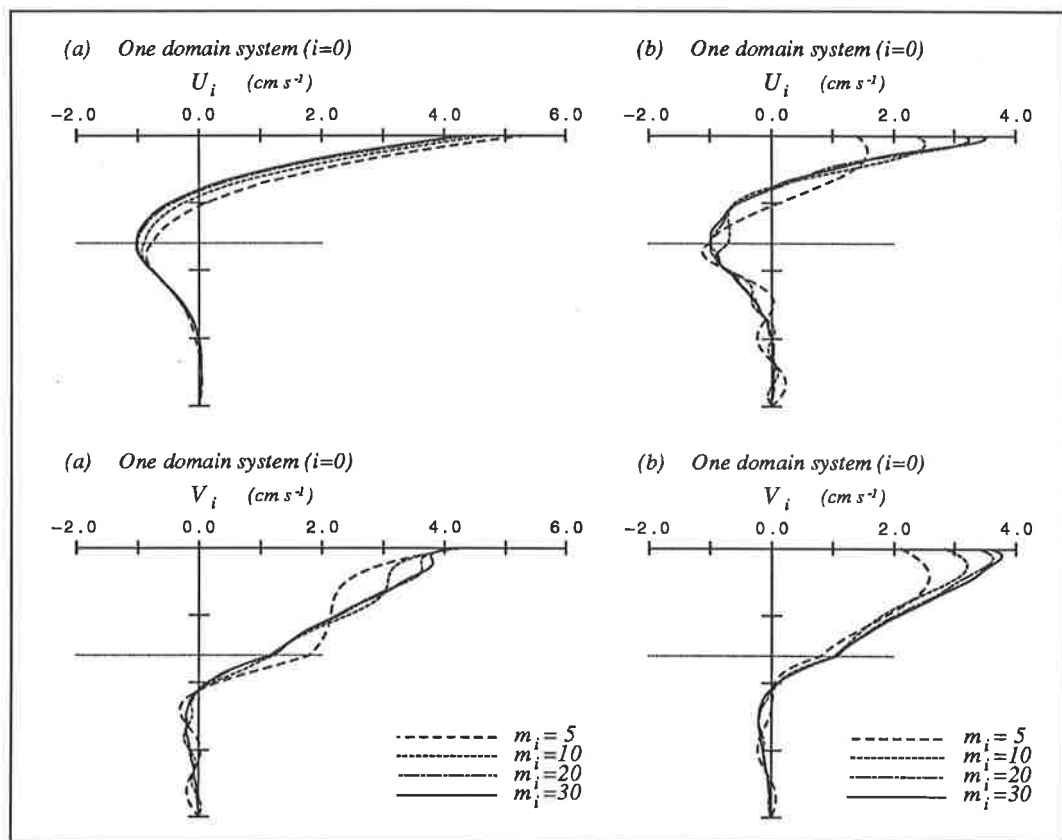 (a) One domain system (i=0)
U_i (cm s⁻¹)
-2.0 0.0 2.0 4.0 6.0
(b) One domain system (i=0)
U_i (cm s⁻¹)
-2.0 0.0 2.0 4.0
(a) One domain system (i=0)
V_i (cm s⁻¹)
-2.0 0.0 2.0 4.0 6.0
m_i= 5
m_i=10
m_i=20
m_i=30
(b) One domain system (i=0)
V_i (cm s⁻¹)
-2.0 0.0 2.0 4.0
m_i= 5
m_i=10
m_i=20
m_i=30